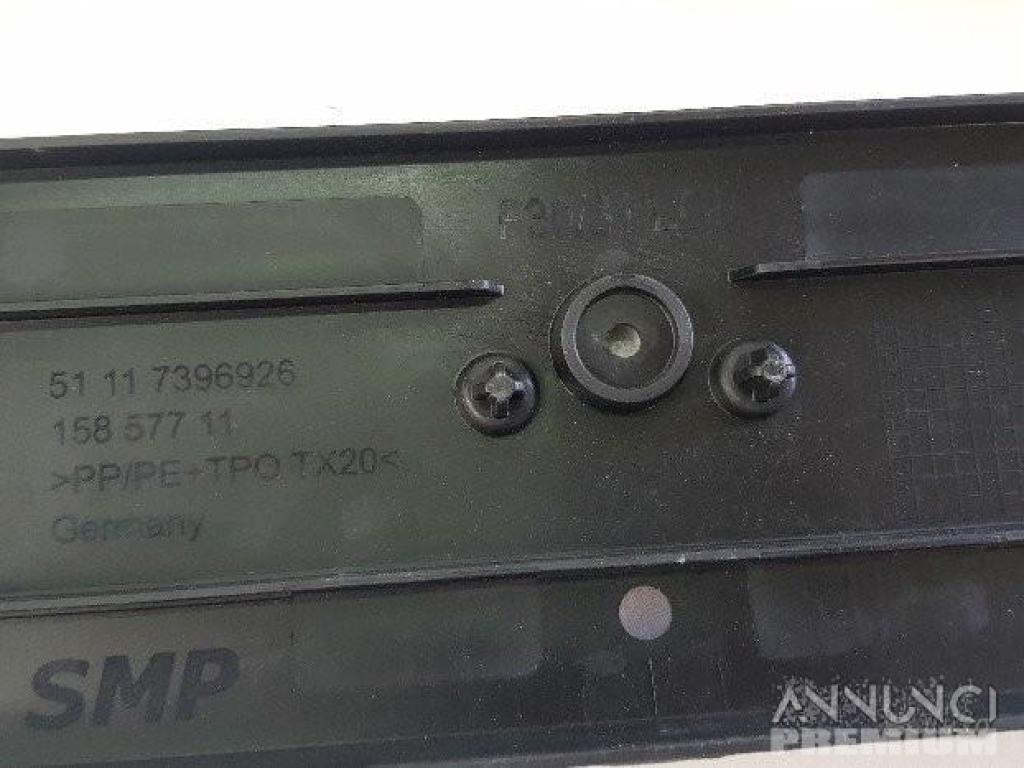 51 11 7396926
158 577 11
>PP/PE+TPO TX20<
Germany
SMP
ANNUNCI
PREMIUM